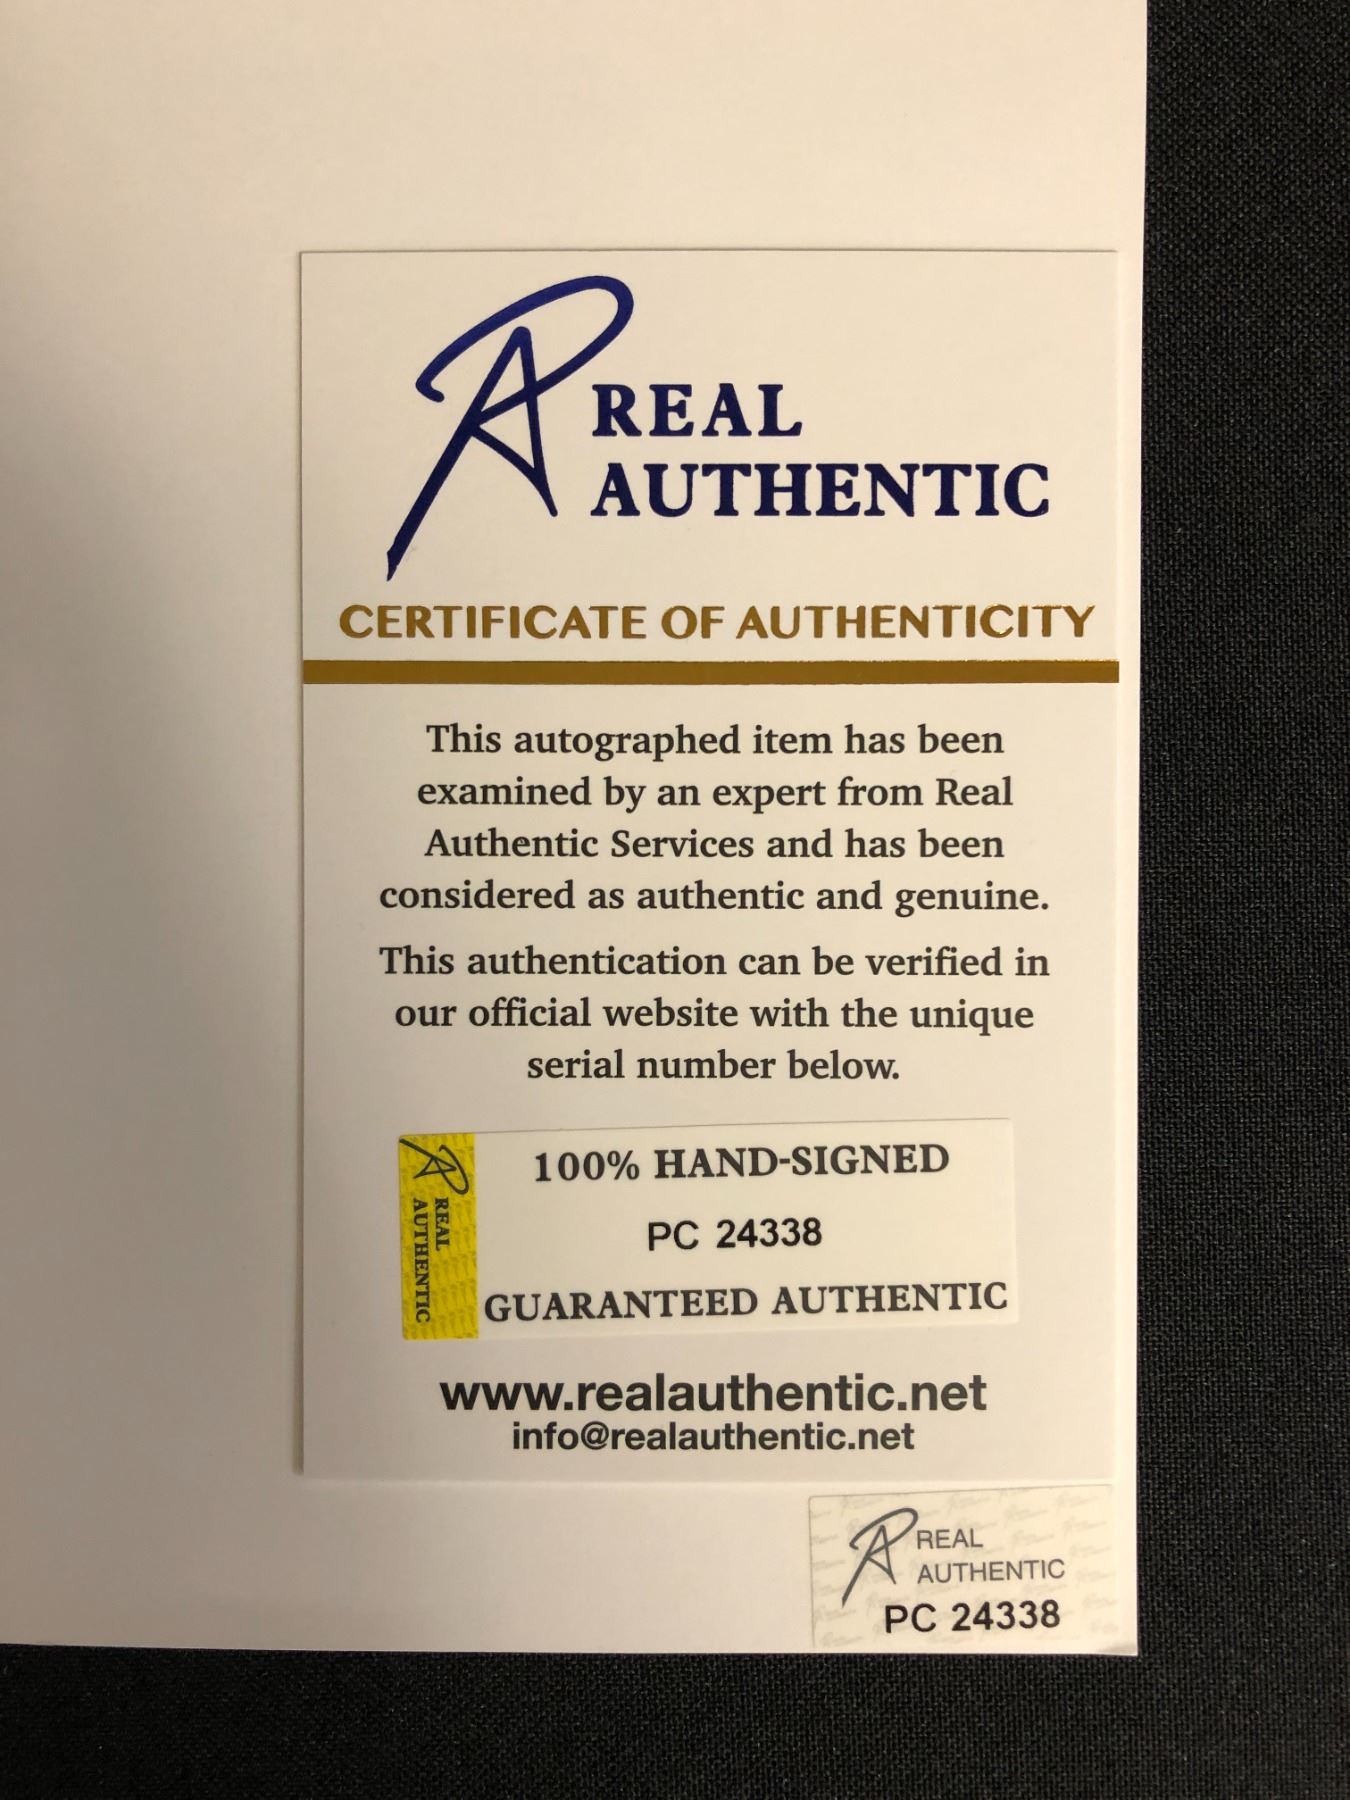 REAL
AUTHENTIC
CERTIFICATE OF AUTHENTICITY
This autographed item has been
examined by an expert from Real
Authentic Services and has been
considered as authentic and genuine.
This authentication can be verified in
our official website with the unique
serial number below.
REAL
AUTHENTIC
100% HAND-SIGNED
PC 24338
GUARANTEED AUTHENTIC
www.realauthentic.net
info@realauthentic.net
REAL
AUTHENTIC
PC 24338